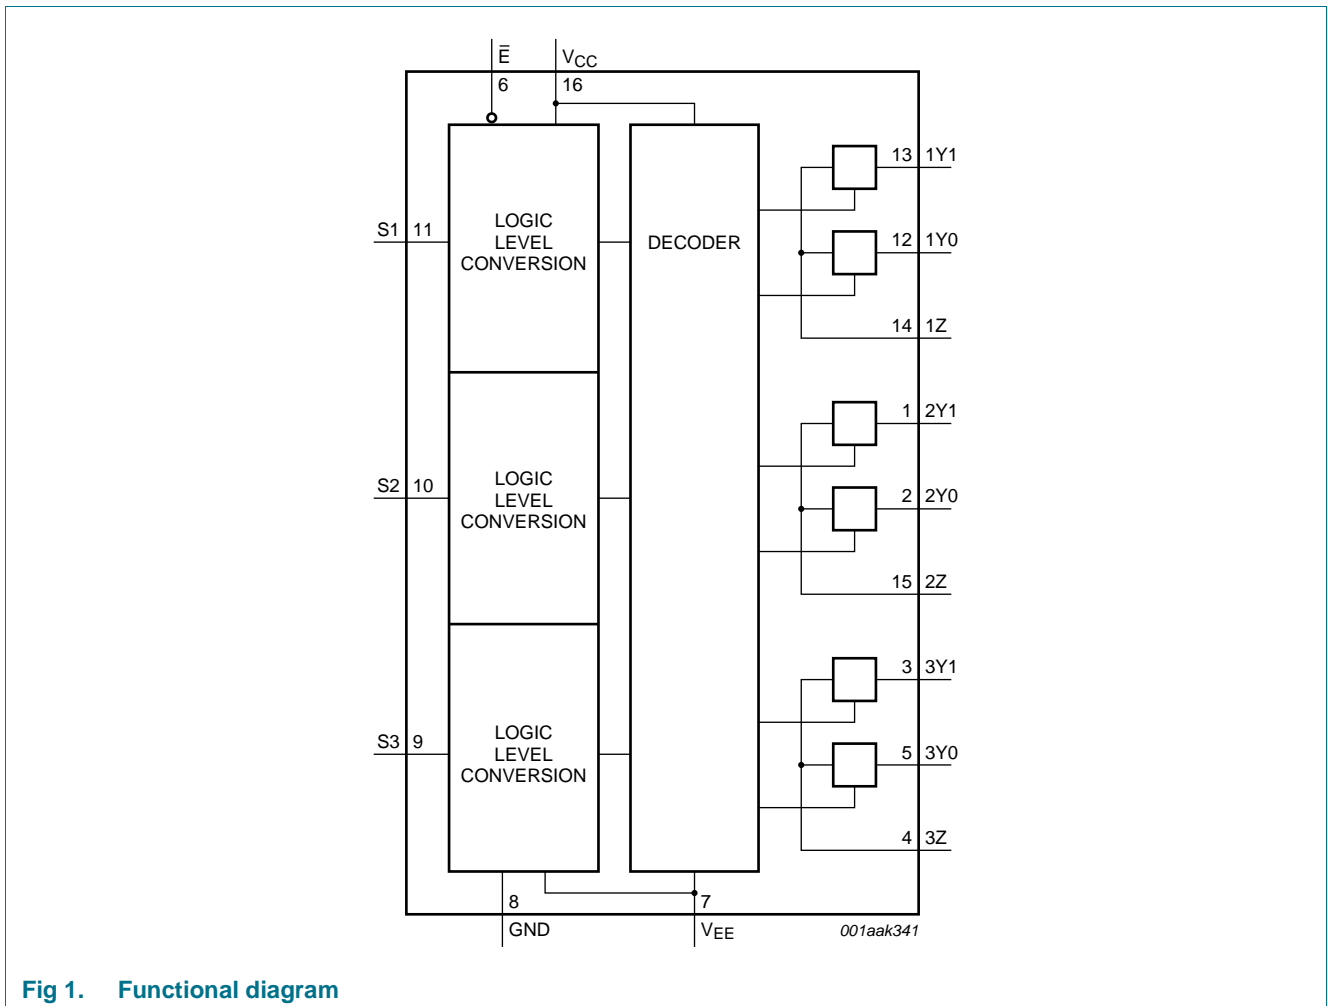 E̅ VCC
6 16
13 1Y1
S1 11
LOGIC
LEVEL
CONVERSION
DECODER
12 1Y0
14 1Z
1 2Y1
S2 10
LOGIC
LEVEL
CONVERSION
2 2Y0
15 2Z
3 3Y1
S3 9
LOGIC
LEVEL
CONVERSION
5 3Y0
4 3Z
8 7
GND VEE 001aak341
Fig 1. Functional diagram